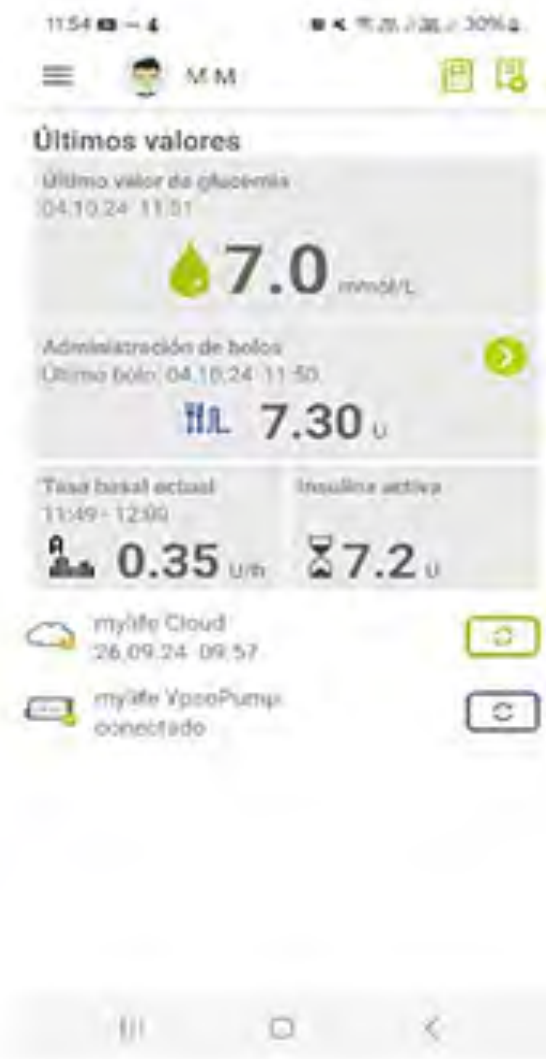 11:54
30%
M M
Últimos valores
Último valor de glucemia
04.10.24 11:51
7.0 mmol/L
Administración de bolos
Último bolo: 04.10.24 11:50
7.30 U
Tasa basal actual
11:49 - 12:00
A
0.35 U/h
Insulina activa
7.2 U
mylife Cloud
26.09.24 09:57
mylife YpsoPump:
conectado